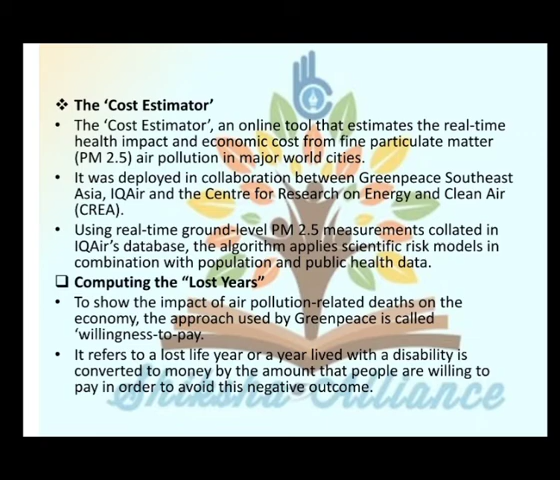 ❖ The 'Cost Estimator'
• The 'Cost Estimator', an online tool that estimates the real-time
health impact and economic cost from fine particulate matter
(PM 2.5) air pollution in major world cities.
• It was deployed in collaboration between Greenpeace Southeast
Asia, IQAir and the Centre for Research on Energy and Clean Air
(CREA).
• Using real-time ground-level PM 2.5 measurements collated in
IQAir's database, the algorithm applies scientific risk models in
combination with population and public health data.
❑ Computing the "Lost Years"
• To show the impact of air pollution-related deaths on the
economy, the approach used by Greenpeace is called
'willingness-to-pay.
• It refers to a lost life year or a year lived with a disability is
converted to money by the amount that people are willing to
pay in order to avoid this negative outcome.
Shiksha Alliance